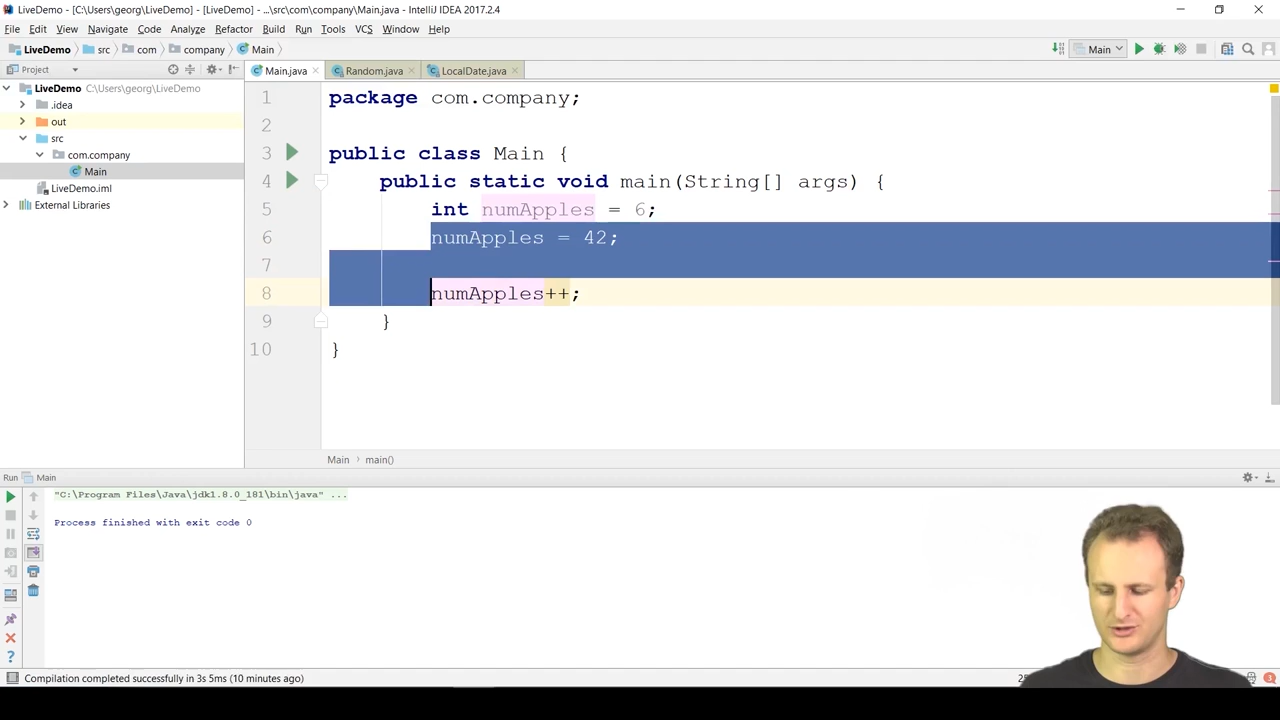 LiveDemo - [C:\Users\georg\LiveDemo] - [LiveDemo] - ...\src\com\company\Main.java - IntelliJ IDEA 2017.2.4
File Edit View Navigate Code Analyze Refactor Build Run Tools VCS Window Help
LiveDemo src com company Main Main
Project Main.java Random.java LocalDate.java
LiveDemo C:\Users\georg\LiveDemo
.idea
out
src
com.company
Main
LiveDemo.iml
External Libraries
1 package com.company;
2
3 public class Main {
4 public static void main(String[] args) {
5 int numApples = 6;
6 numApples = 42;
7
8 numApples++;
9 }
10 }
Main main()
Run Main
"C:\Program Files\Java\jdk1.8.0_181\bin\java" ...
Process finished with exit code 0
Compilation completed successfully in 3s 5ms (10 minutes ago)
3